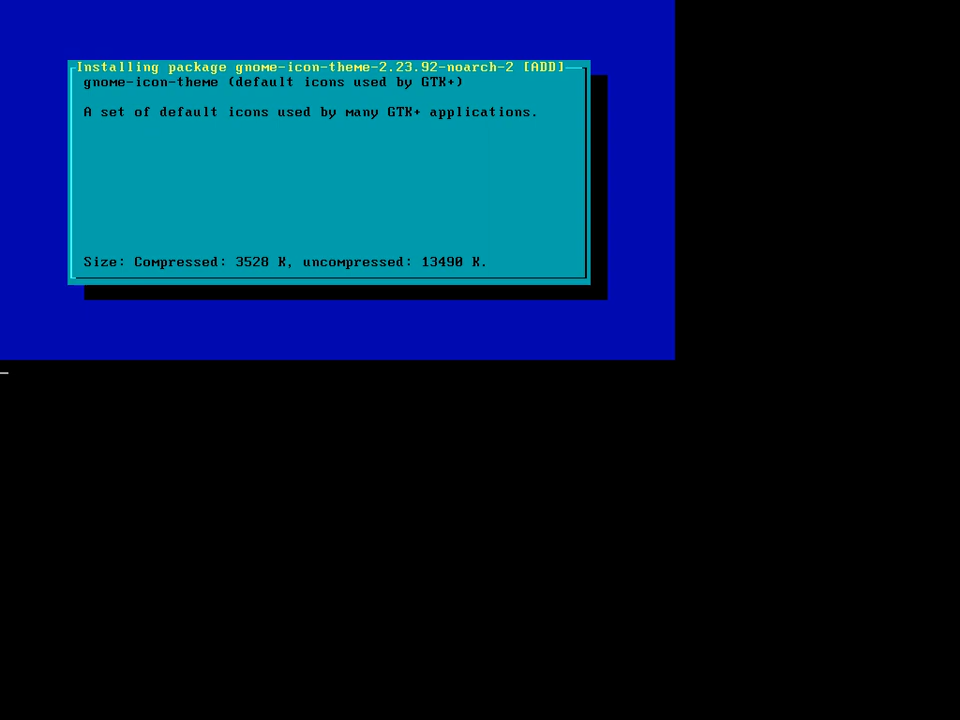 Installing package gnome-icon-theme-2.23.92-noarch-2 [ADD]
gnome-icon-theme (default icons used by GTK+)
A set of default icons used by many GTK+ applications.
Size: Compressed: 3528 K, uncompressed: 13490 K.